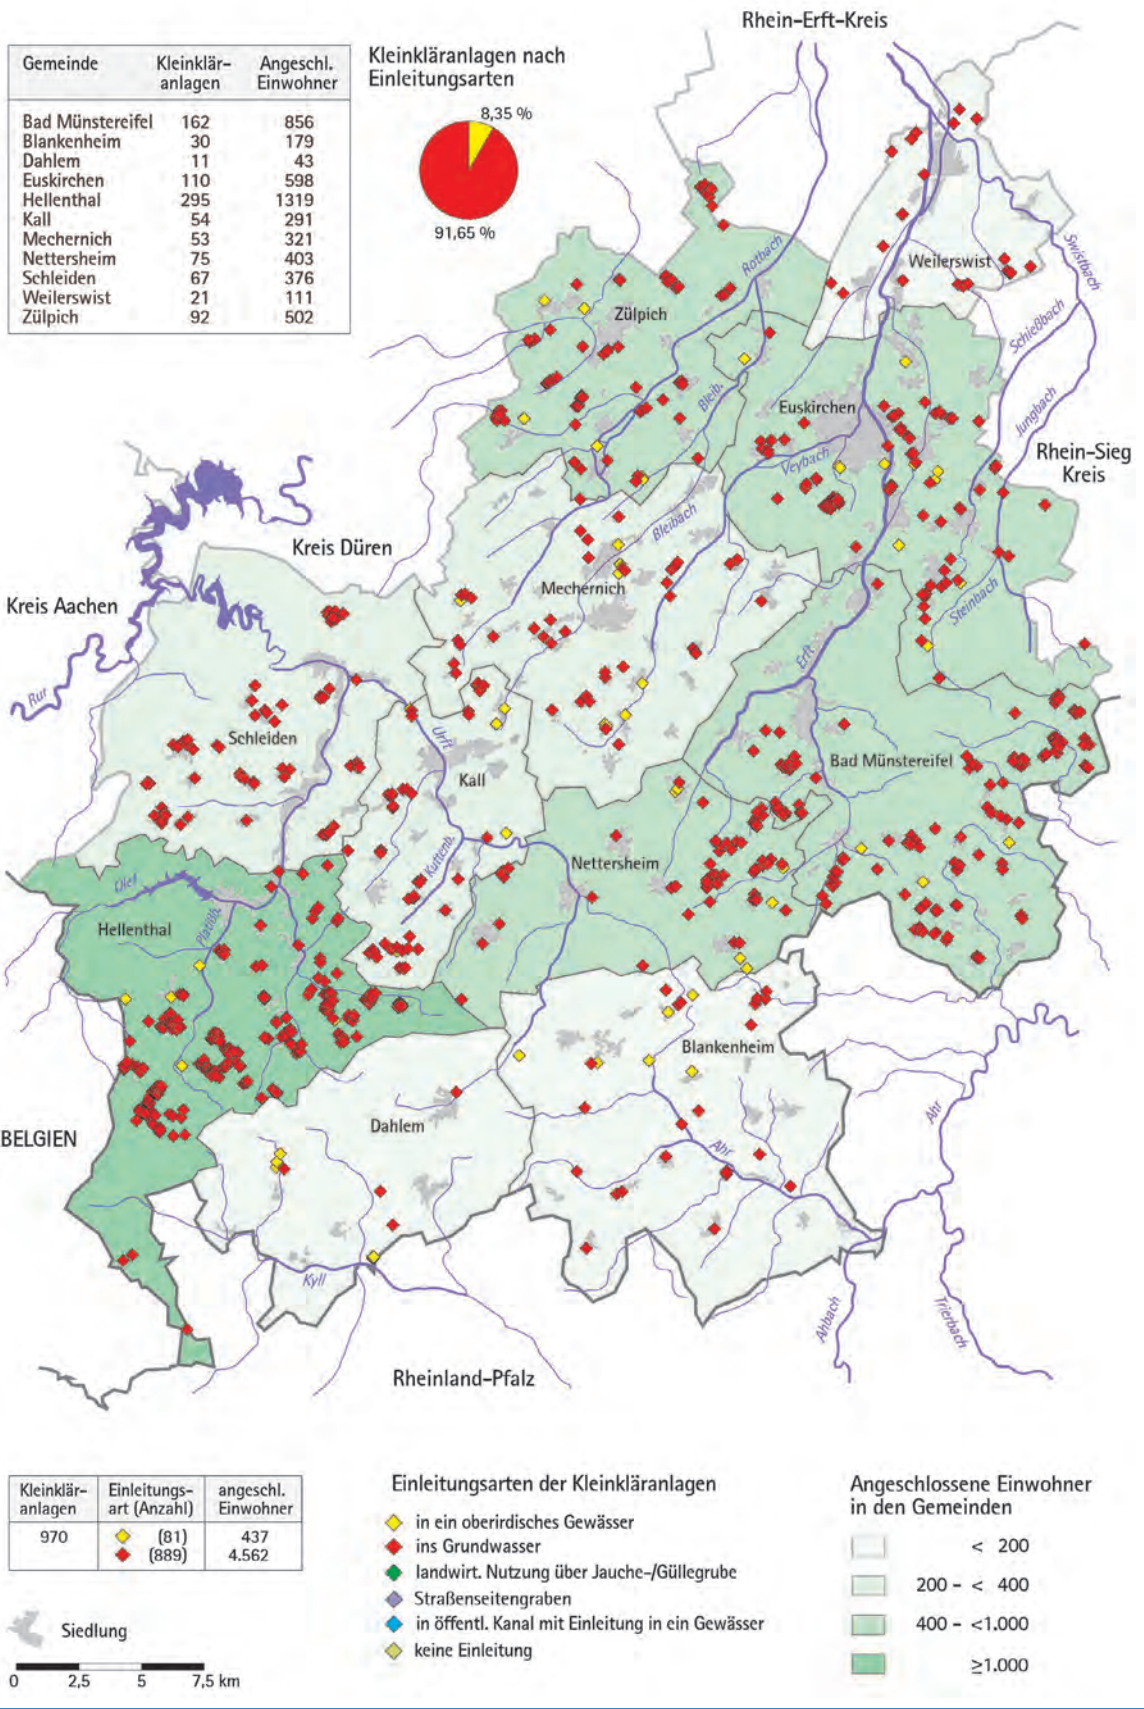 Rhein-Erft-Kreis
Gemeinde Kleinklär- Angeschl.
anlagen Einwohner
Bad Münstereifel 162 856
Blankenheim 30 179
Dahlem 11 43
Euskirchen 110 598
Hellenthal 295 1319
Kall 54 291
Mechernich 53 321
Nettersheim 75 403
Schleiden 67 376
Weilerswist 21 111
Zülpich 92 502
Kleinkläranlagen nach
Einleitungsarten
8,35 %
91,65 %
Rotbach
Swistbach
Weilerswist
Zülpich
Schießbach
Bleib.
Euskirchen
Jungbach
Veybach
Rhein-Sieg
Kreis
Bleibach
Kreis Düren
Mechernich
Kreis Aachen
Steinbach
Erft
Rur
Schleiden
Urft
Bad Münstereifel
Kall
Kuttenb.
Nettersheim
Olef
Hellenthal
Platißb.
Blankenheim
Dahlem
BELGIEN
Ahr
Ahr
Kyll
Ahbach
Trierbach
Rheinland-Pfalz
Kleinklär- Einleitungs- angeschl.
anlagen art (Anzahl) Einwohner
970 (81) 437
(889) 4.562
Siedlung
0 2,5 5 7,5 km
Einleitungsarten der Kleinkläranlagen
in ein oberirdisches Gewässer
ins Grundwasser
landwirt. Nutzung über Jauche-/Güllegrube
Straßenseitengraben
in öffentl. Kanal mit Einleitung in ein Gewässer
keine Einleitung
Angeschlossene Einwohner
in den Gemeinden
< 200
200 - < 400
400 - <1.000
≥1.000